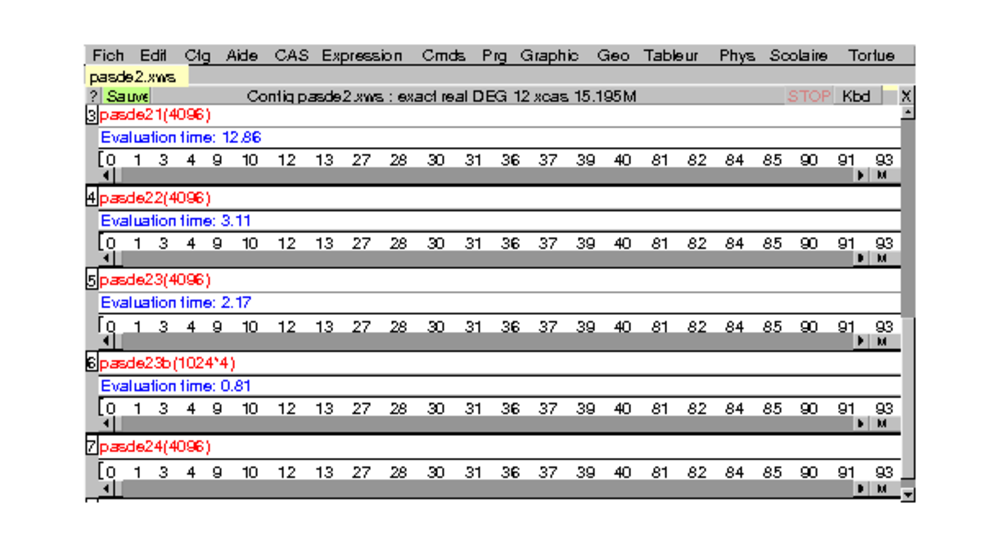 Fich Edit Cfg Aide CAS Expression Cmds Prg Graphic Geo Tableur Phys Scolaire Tortue
pasde2.xws
? Sauve Config pasde2.xws : exact real DEG 12 xcas 15.195M STOP Kbd X
3 pasde21(4096)
Evaluation time: 12.86
[0 1 3 4 9 10 12 13 27 28 30 31 36 37 39 40 81 82 84 85 90 91 93
M
4 pasde22(4096)
Evaluation time: 3.11
[0 1 3 4 9 10 12 13 27 28 30 31 36 37 39 40 81 82 84 85 90 91 93
M
5 pasde23(4096)
Evaluation time: 2.17
[0 1 3 4 9 10 12 13 27 28 30 31 36 37 39 40 81 82 84 85 90 91 93
M
6 pasde23b(1024*4)
Evaluation time: 0.81
[0 1 3 4 9 10 12 13 27 28 30 31 36 37 39 40 81 82 84 85 90 91 93
M
7 pasde24(4096)
[0 1 3 4 9 10 12 13 27 28 30 31 36 37 39 40 81 82 84 85 90 91 93
M